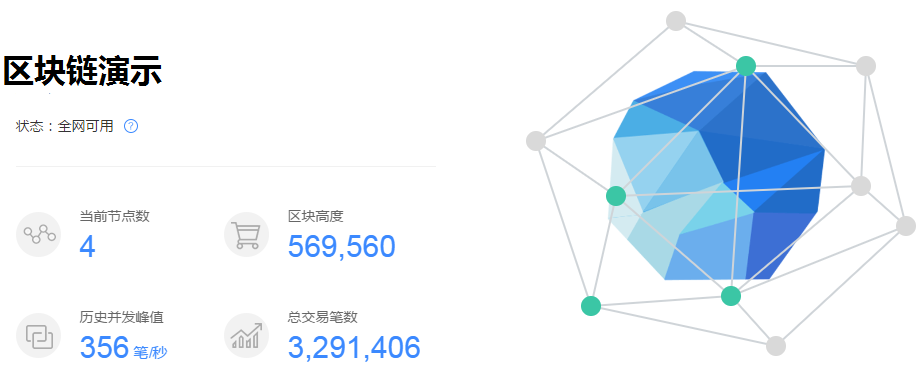 区块链演示
状态：全网可用 ?
当前节点数
4
区块高度
569,560
历史并发峰值
356 笔/秒
总交易笔数
3,291,406